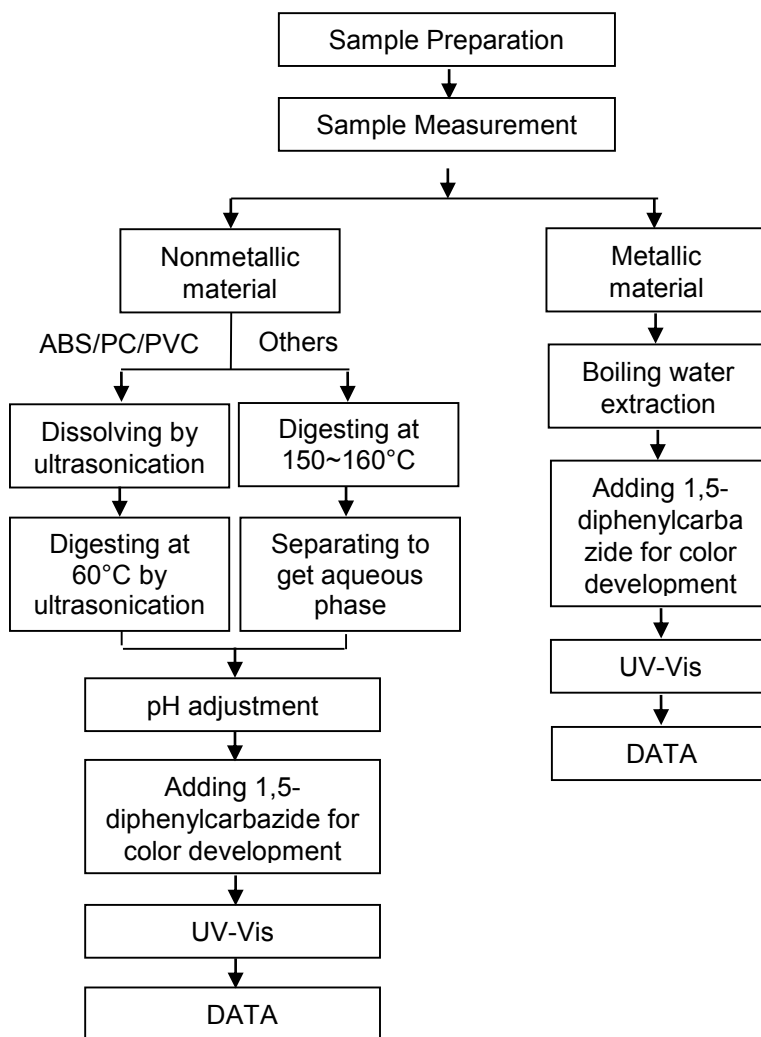 Sample Preparation
Sample Measurement
Nonmetallic
material
Metallic
material
ABS/PC/PVC
Others
Boiling water
extraction
Dissolving by
ultrasonication
Digesting at
150~160°C
Adding 1,5-
diphenylcarba
zide for color
development
Digesting at
60°C by
ultrasonication
Separating to
get aqueous
phase
UV-Vis
pH adjustment
DATA
Adding 1,5-
diphenylcarbazide for
color development
UV-Vis
DATA